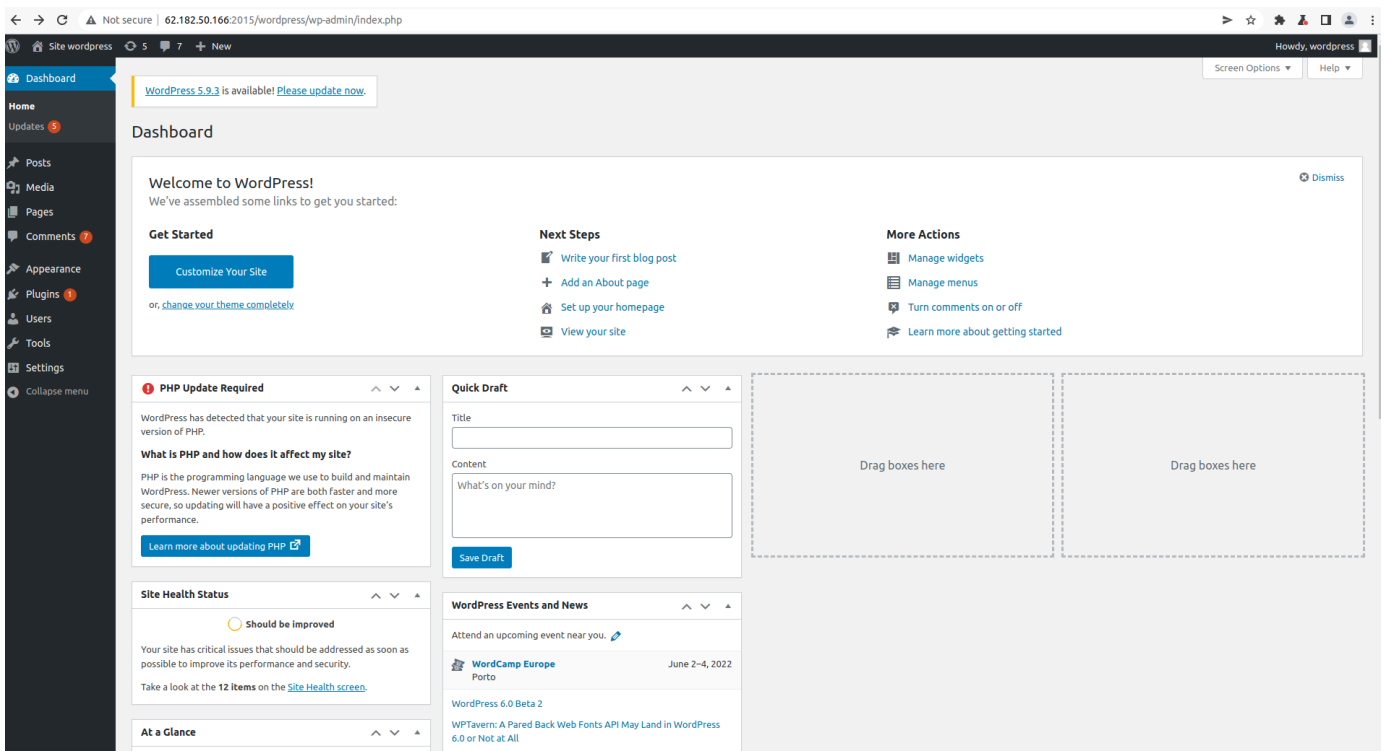 Not secure | 62.182.50.166:2015/wordpress/wp-admin/index.php
Site wordpress 5 7 + New Howdy, wordpress
Screen Options Help
Dashboard
Home
Updates 5
Posts
Media
Pages
Comments 7
Appearance
Plugins 1
Users
Tools
Settings
Collapse menu
WordPress 5.9.3 is available! Please update now.
Dashboard
Welcome to WordPress!
Dismiss
We've assembled some links to get you started:
Get Started
Customize Your Site
or, change your theme completely
Next Steps
Write your first blog post
Add an About page
Set up your homepage
View your site
More Actions
Manage widgets
Manage menus
Turn comments on or off
Learn more about getting started
PHP Update Required
WordPress has detected that your site is running on an insecure
version of PHP.
What is PHP and how does it affect my site?
PHP is the programming language we use to build and maintain
WordPress. Newer versions of PHP are both faster and more
secure, so updating will have a positive effect on your site's
performance.
Learn more about updating PHP
Site Health Status
Should be improved
Your site has critical issues that should be addressed as soon as
possible to improve its performance and security.
Take a look at the 12 items on the Site Health screen.
At a Glance
Quick Draft
Title
Content
What's on your mind?
Save Draft
WordPress Events and News
Attend an upcoming event near you.
WordCamp Europe June 2–4, 2022
Porto
WordPress 6.0 Beta 2
WPTavern: A Pared Back Web Fonts API May Land in WordPress
6.0 or Not at All
Drag boxes here
Drag boxes here